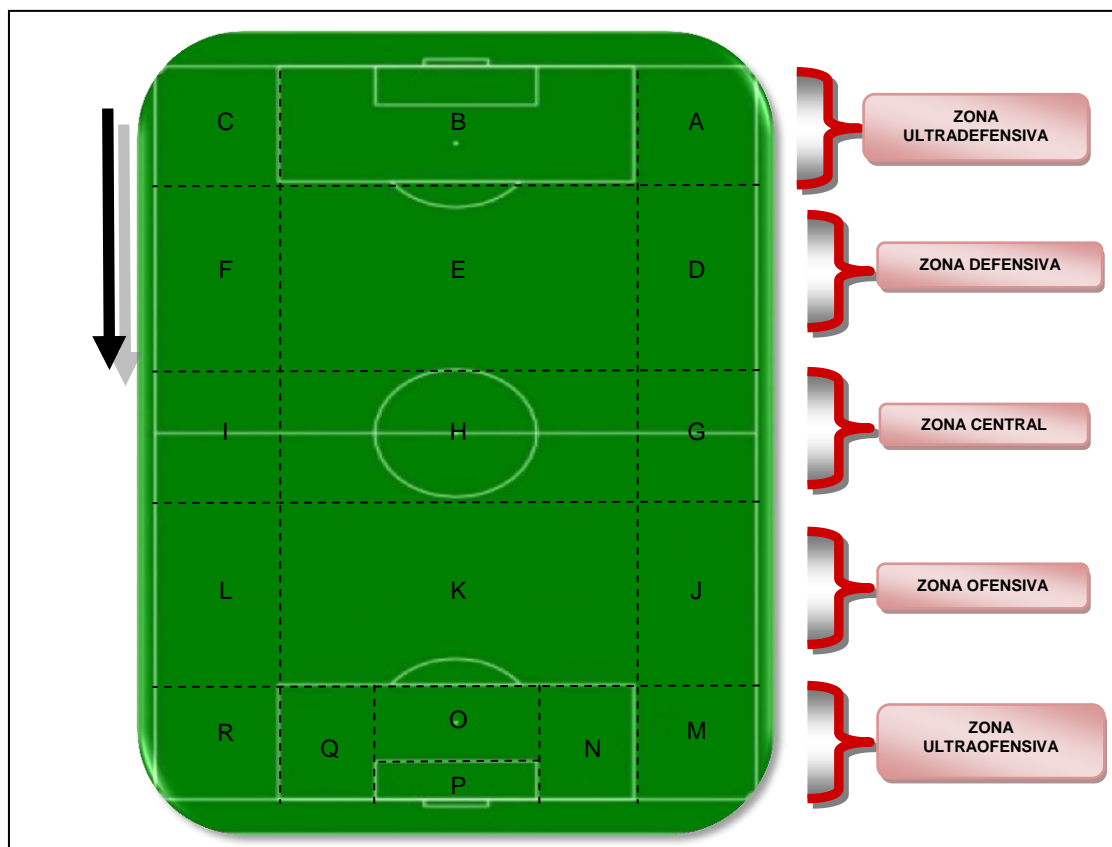 C B A
ZONA
ULTRADEFENSIVA
F E D
ZONA DEFENSIVA
I H G
ZONA CENTRAL
L K J
ZONA OFENSIVA
R Q O N M
P
ZONA
ULTRAOFENSIVA